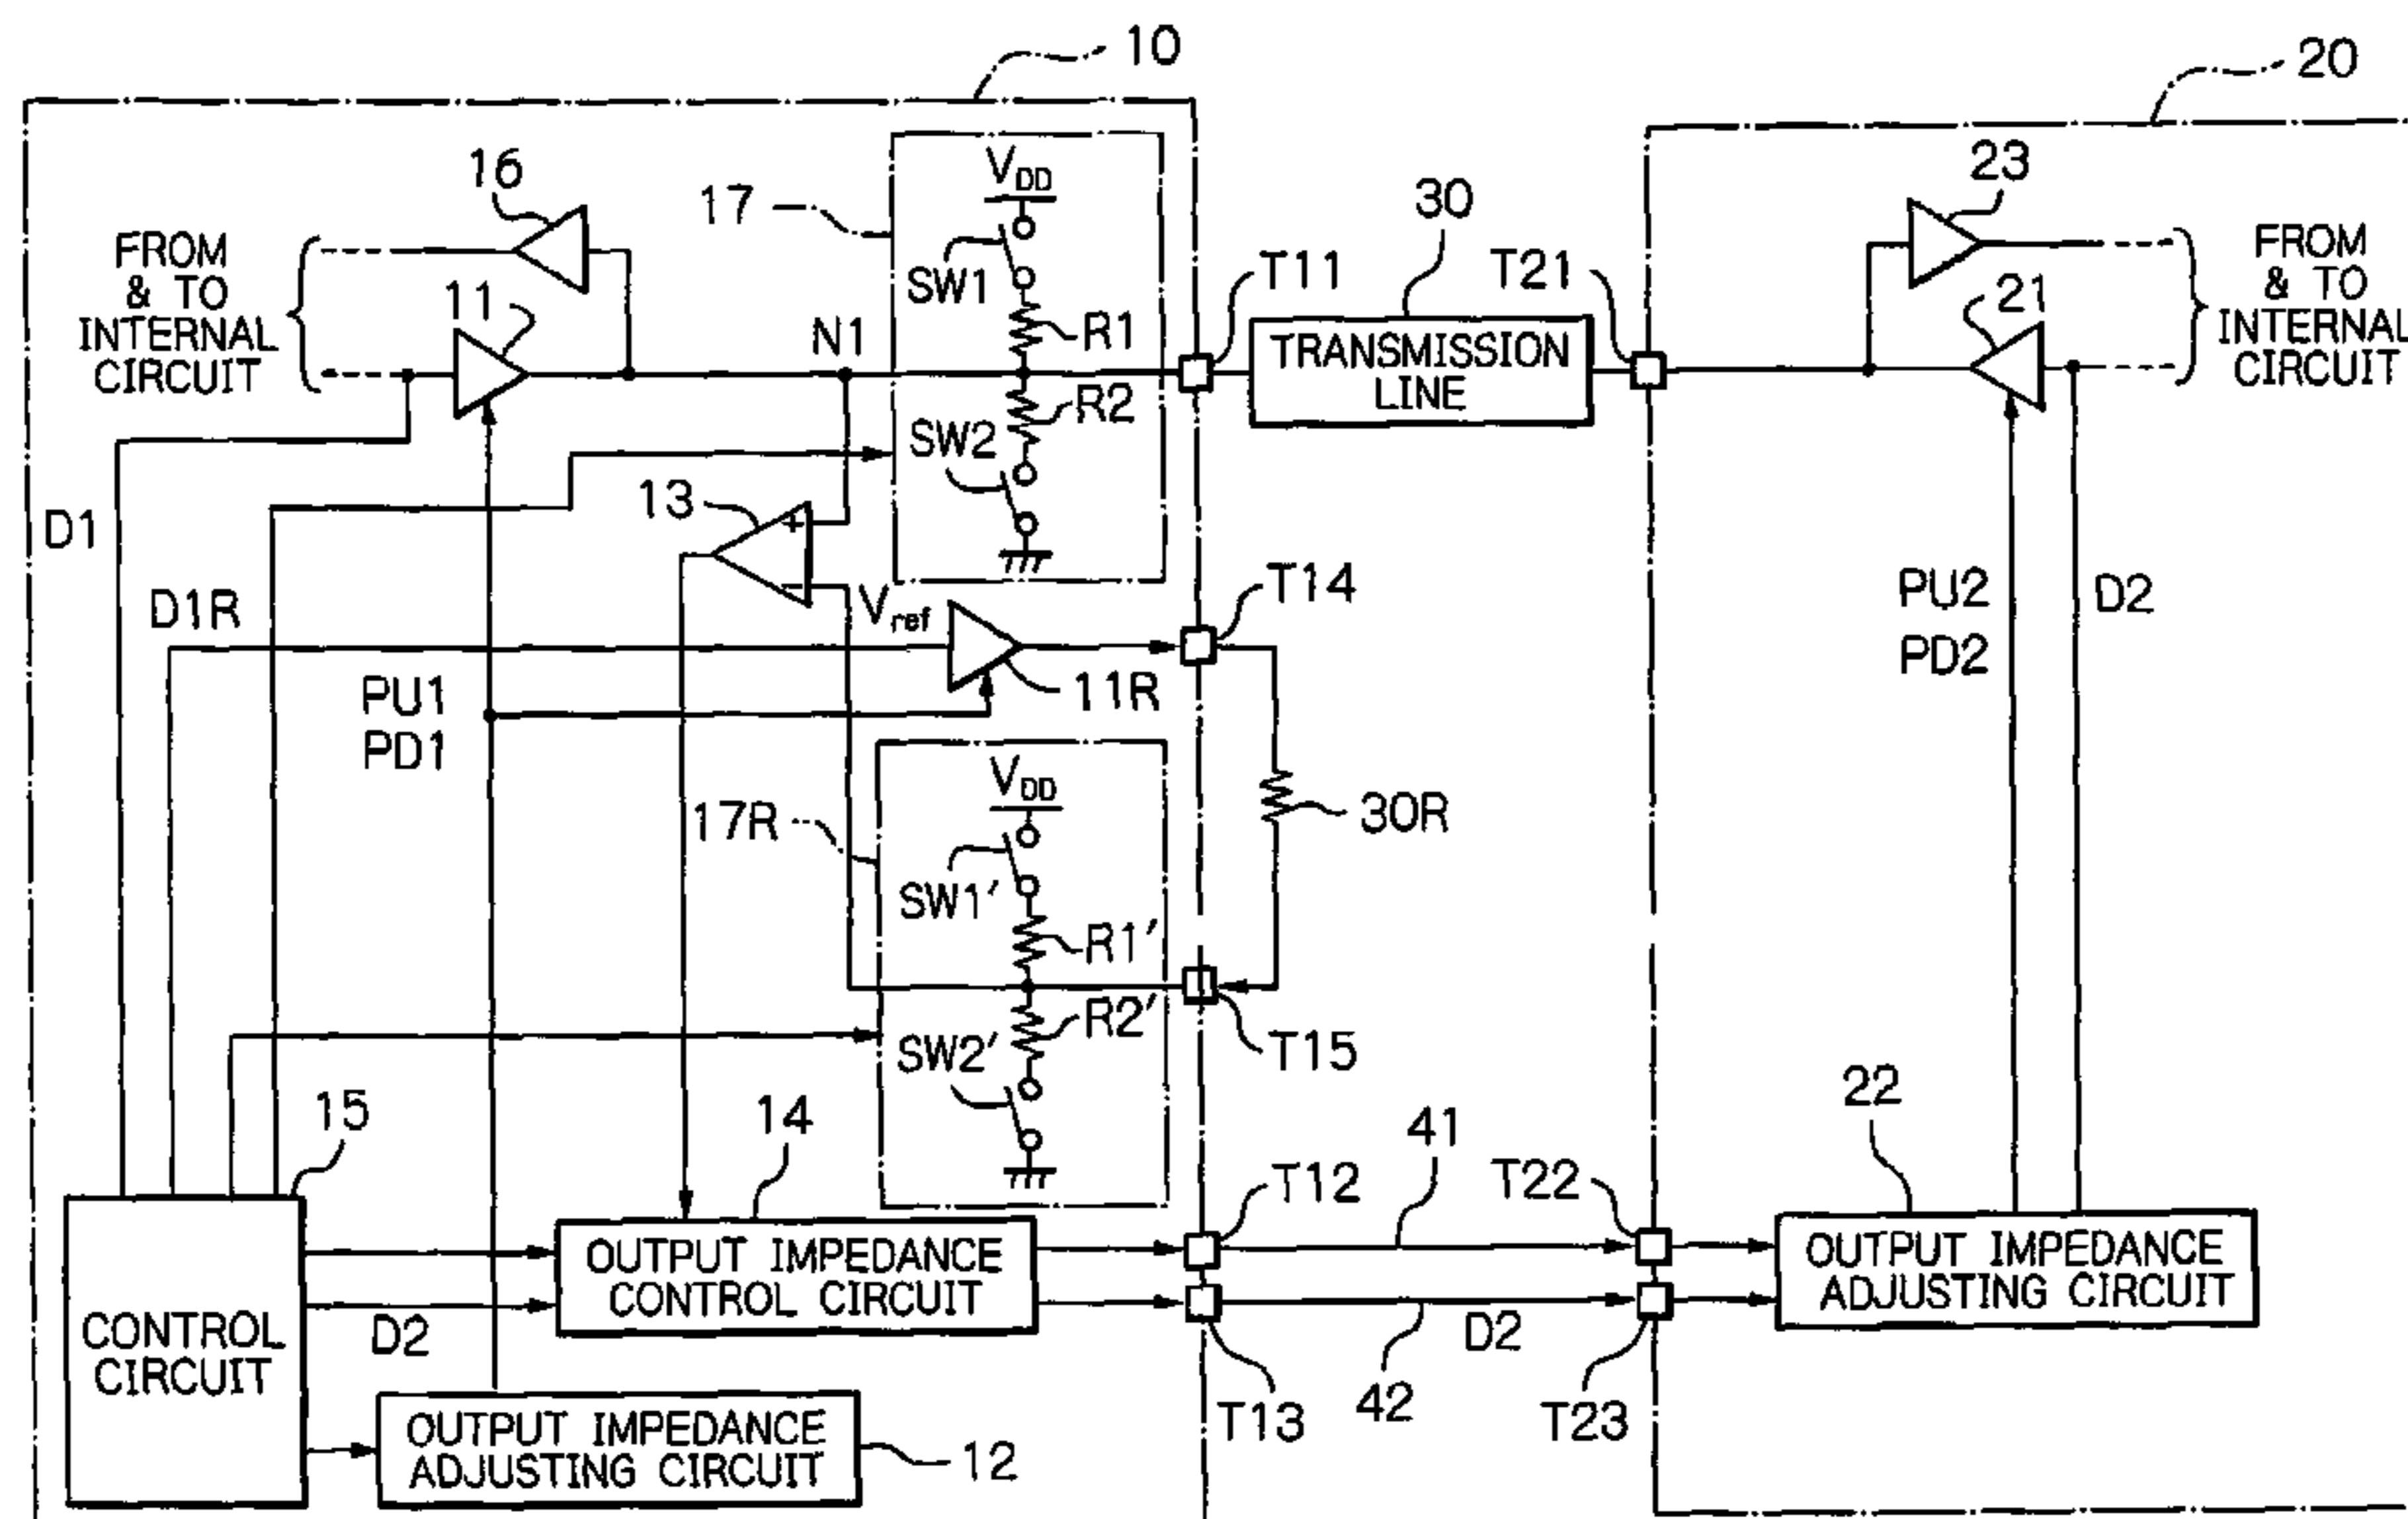 10
20
16
17
VDD
30
23
FROM
& TO
INTERNAL
CIRCUIT
11
SW1
R1
N1
T11
T21
TRANSMISSION
LINE
21
FROM
& TO
INTERNAL
CIRCUIT
R2
SW2
13
D1
+
−
Vref
D1R
T14
11R
PU1
PD1
PU2
PD2
D2
VDD
17R
30R
SW1'
R1'
R2'
SW2'
T15
15
14
T12
41
T22
22
OUTPUT IMPEDANCE
CONTROL CIRCUIT
OUTPUT IMPEDANCE
ADJUSTING CIRCUIT
CONTROL
CIRCUIT
D2
D2
T13
42
T23
OUTPUT IMPEDANCE
ADJUSTING CIRCUIT
12